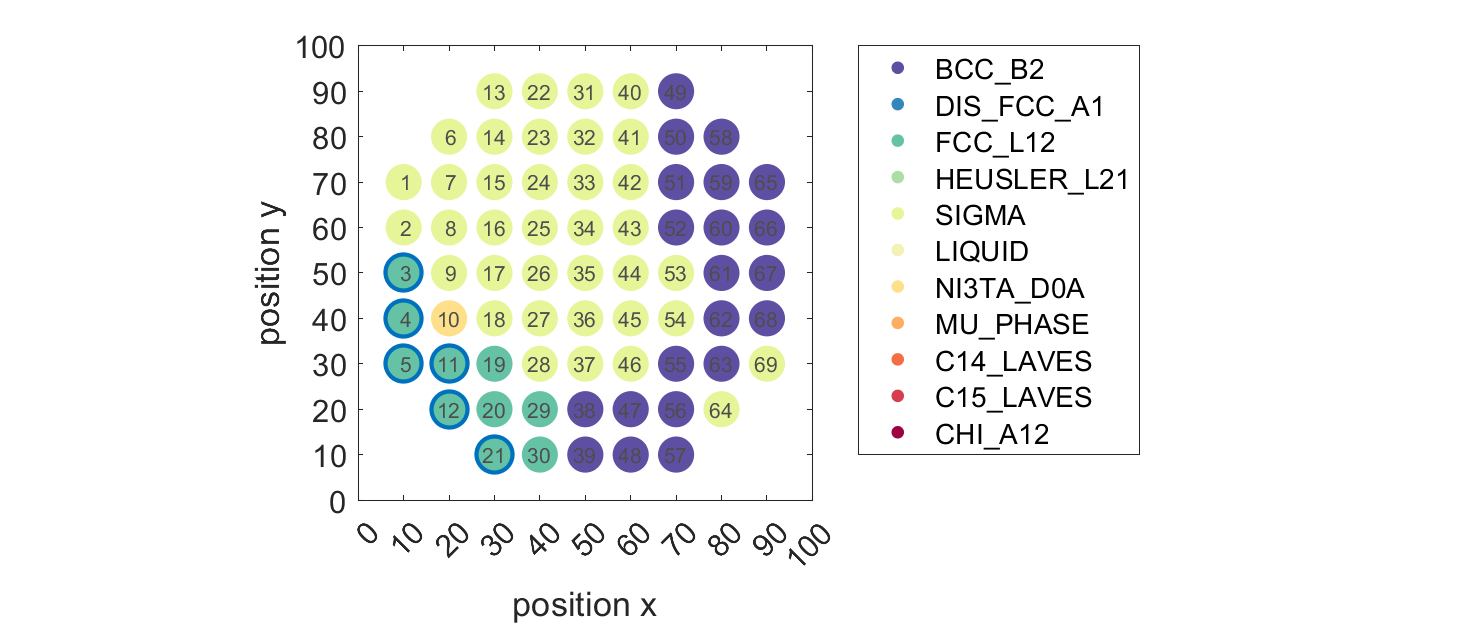 100
90
80
70
60
50
40
30
20
10
0
position y
13 22 31 40 49
6 14 23 32 41 50 58
1 7 15 24 33 42 51 59 65
2 8 16 25 34 43 52 60 66
3 9 17 26 35 44 53 61 67
4 10 18 27 36 45 54 62 68
5 11 19 28 37 46 55 63 69
12 20 29 38 47 56 64
21 30 39 48 57
0 10 20 30 40 50 60 70 80 90 100
position x
BCC_B2
DIS_FCC_A1
FCC_L12
HEUSLER_L21
SIGMA
LIQUID
NI3TA_D0A
MU_PHASE
C14_LAVES
C15_LAVES
CHI_A12